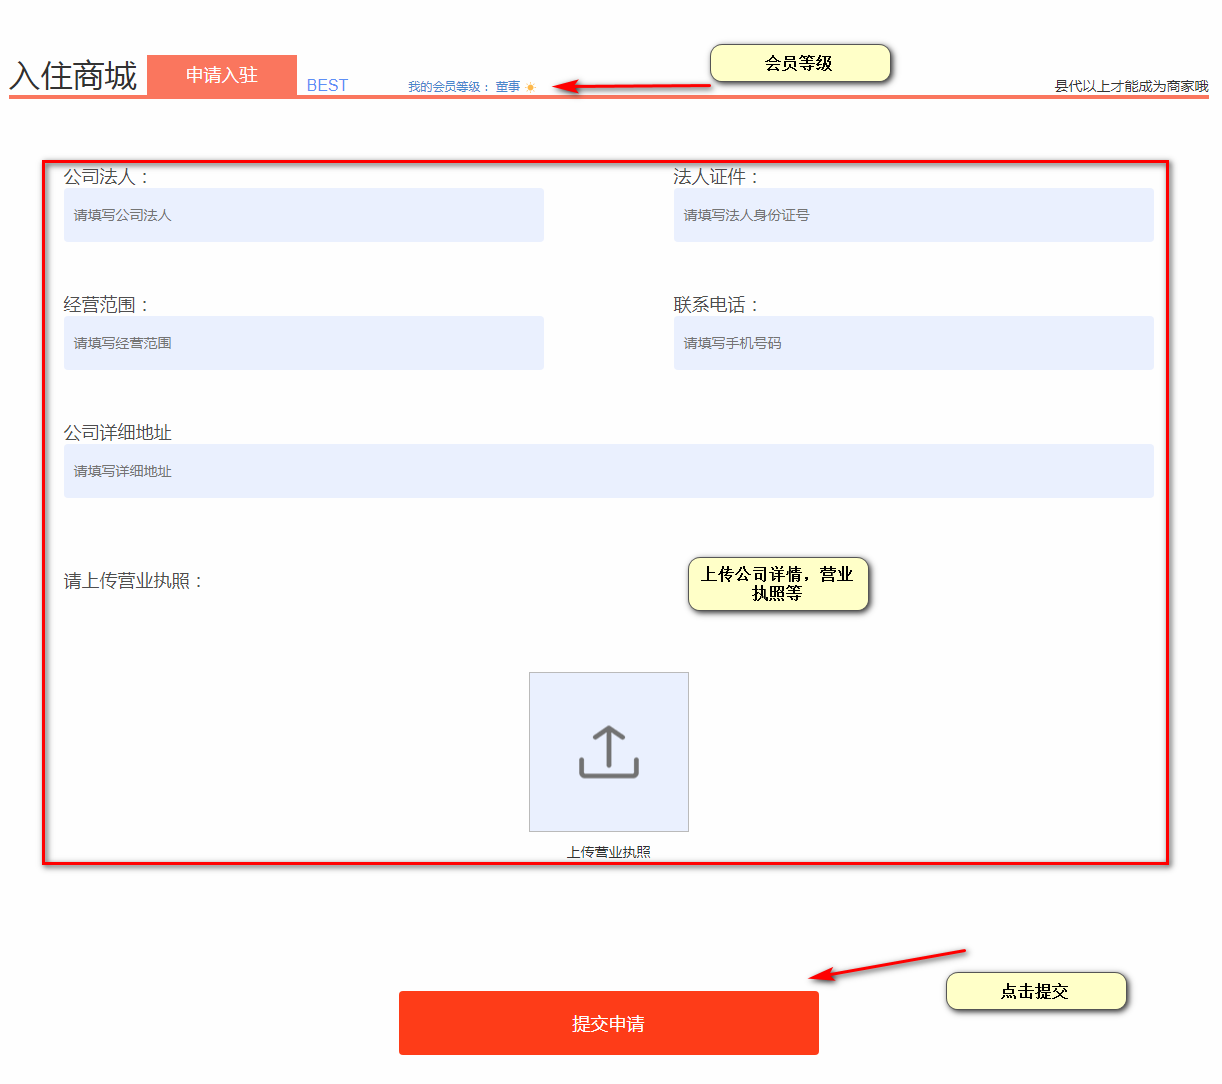 入住商城
申请入驻
BEST
我的会员等级： 董事
会员等级
县代以上才能成为商家哦
公司法人：
法人证件：
请填写公司法人
请填写法人身份证号
经营范围：
联系电话：
请填写经营范围
请填写手机号码
公司详细地址
请填写详细地址
请上传营业执照：
上传公司详情，营业
执照等
上传营业执照
点击提交
提交申请